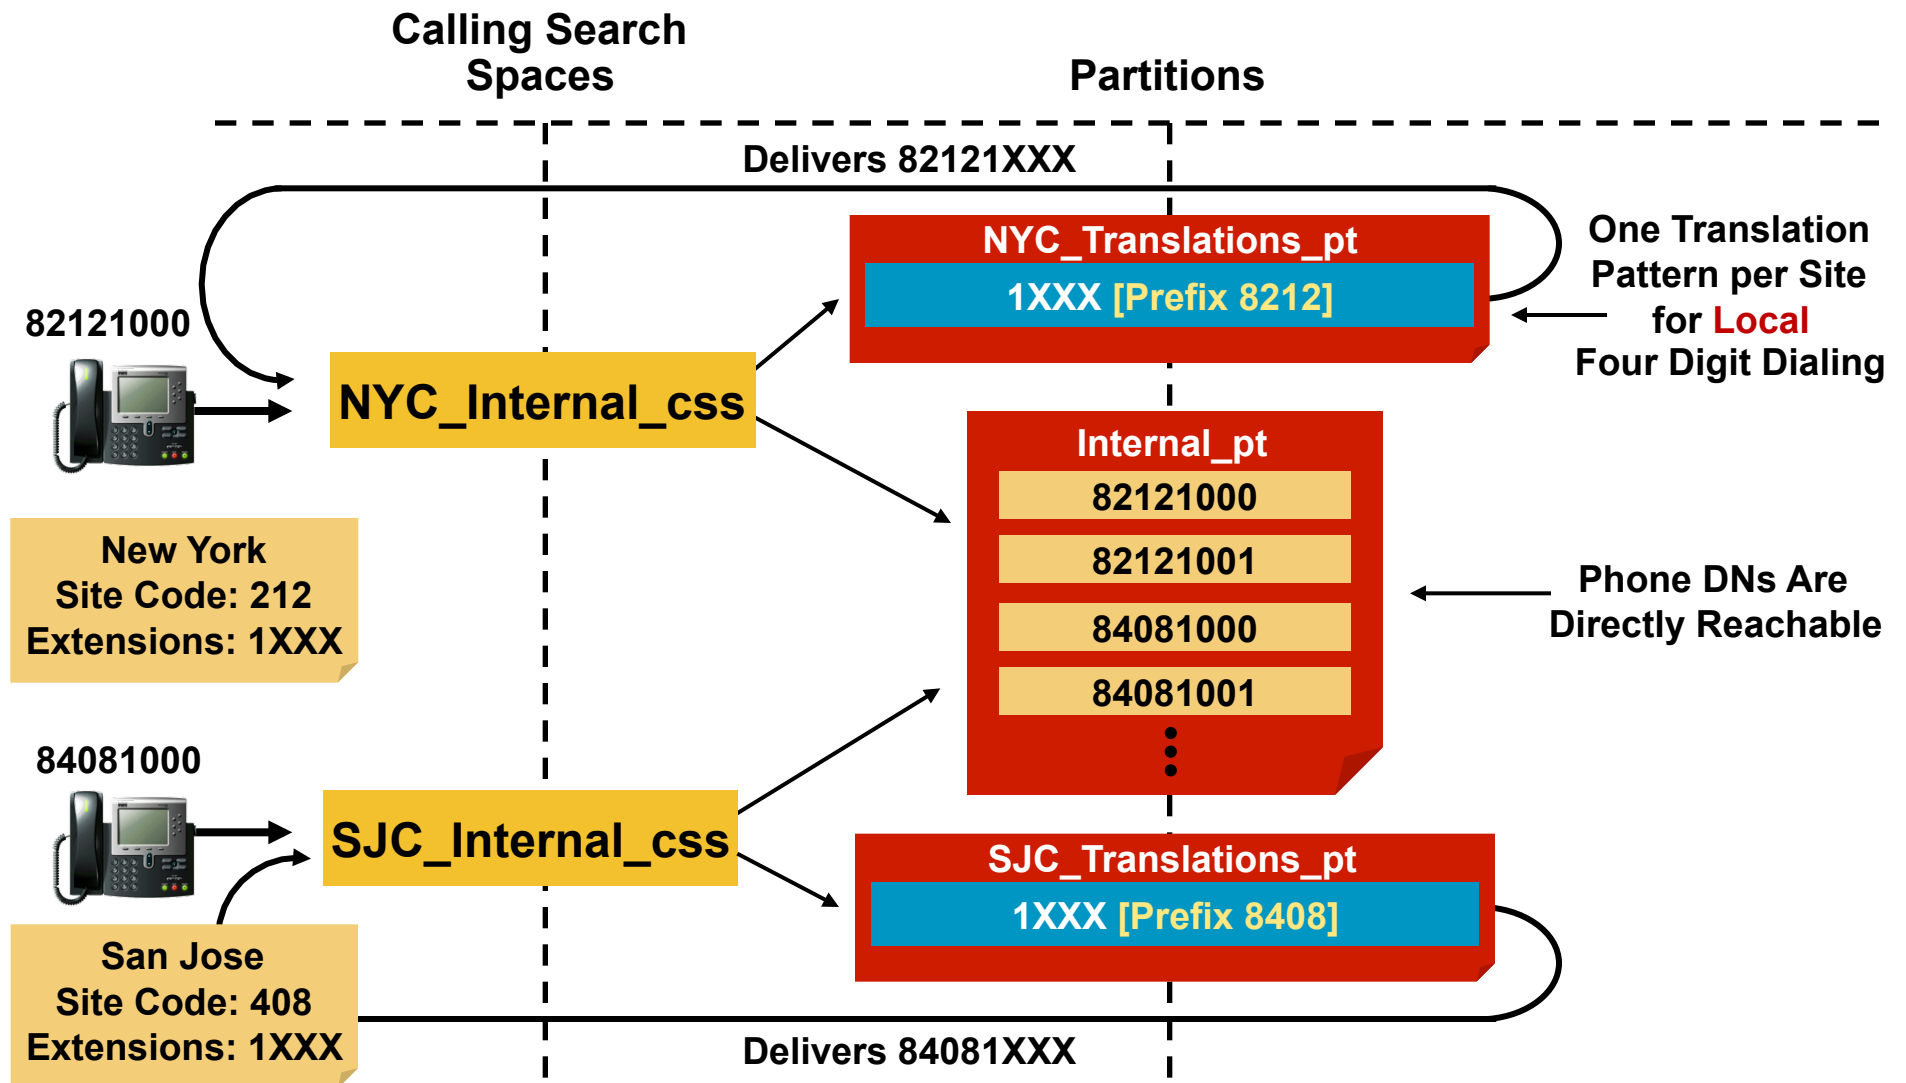 Calling Search
Spaces
Partitions
Delivers 82121XXX
NYC_Translations_pt
1XXX [Prefix 8212]
One Translation
Pattern per Site
for Local
Four Digit Dialing
82121000
NYC_Internal_css
Internal_pt
82121000
82121001
84081000
84081001
New York
Site Code: 212
Extensions: 1XXX
Phone DNs Are
Directly Reachable
84081000
SJC_Internal_css
SJC_Translations_pt
1XXX [Prefix 8408]
San Jose
Site Code: 408
Extensions: 1XXX
Delivers 84081XXX